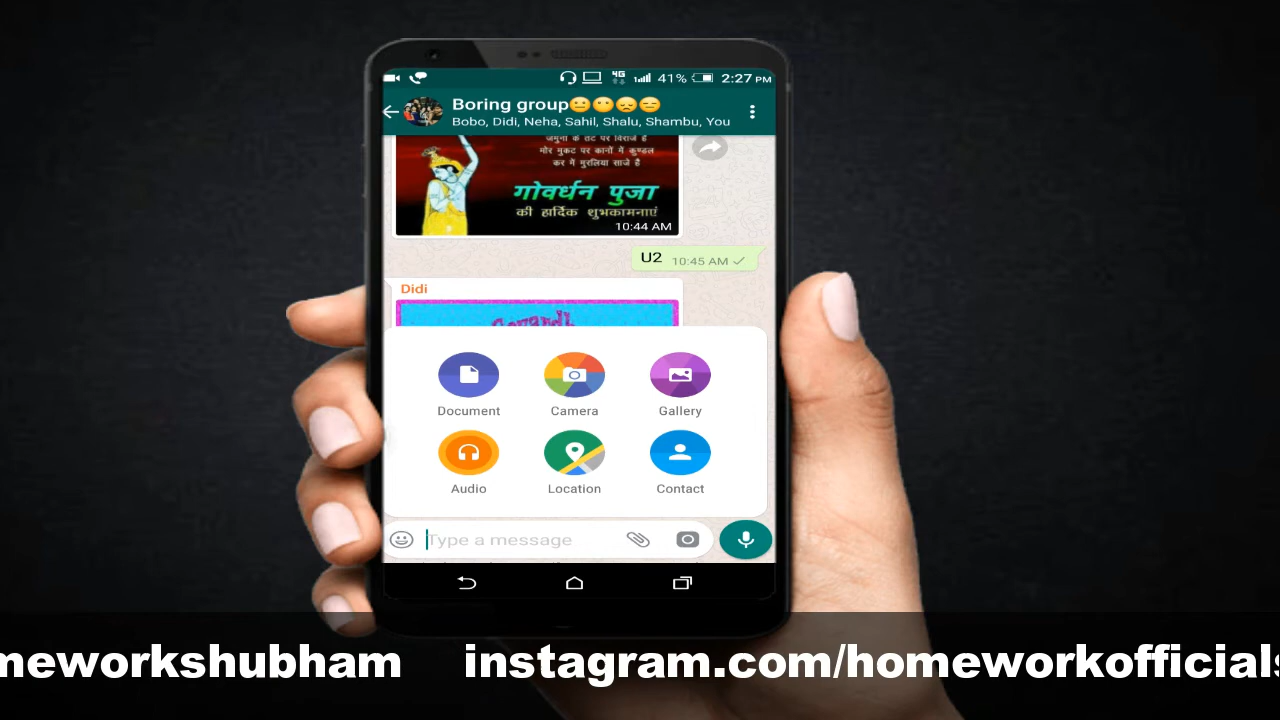 4G 41% 2:27 PM
Boring group😐😶😞😑
Bobo, Didi, Neha, Sahil, Shalu, Shambu, You
जमुना के तट पर विराजे हैं
मोर मुकट पर कानों में कुण्डल
कर में मुरलिया साजे है
गोवर्धन पुजा
की हार्दिक शुभकामनाएं
10:44 AM
U2 10:45 AM
Didi
Document Camera Gallery
Audio Location Contact
Type a message
meworkshubham instagram.com/homeworkofficials